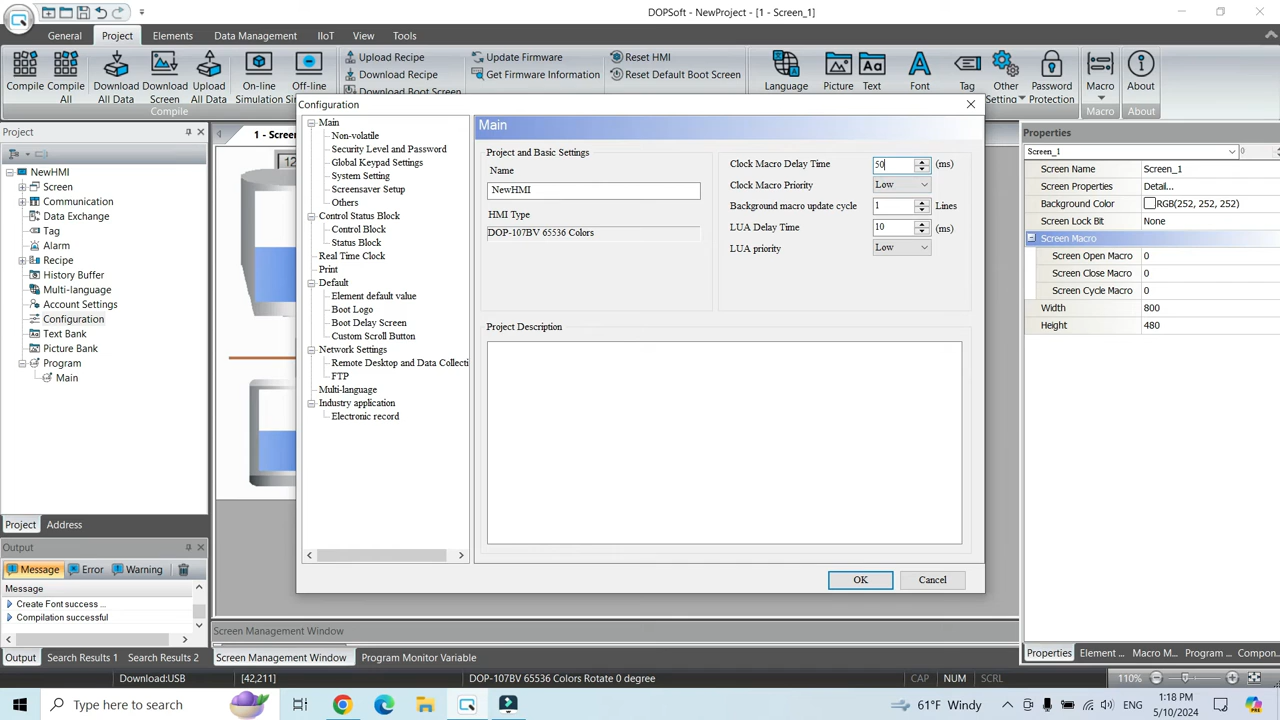 DOPSoft - NewProject - [1 - Screen_1]
General Project Elements Data Management IIoT View Tools
Compile Compile All Download All Data Download Screen Upload All Data On-line Simulation Off-line
Upload Recipe
Download Recipe
Download Boot Screen
Update Firmware
Get Firmware Information
Reset HMI
Reset Default Boot Screen
Language Picture Text Font Tag Other Setting Password Protection Macro About
Compile Macro About
Project
NewHMI
Screen
Communication
Data Exchange
Tag
Alarm
Recipe
History Buffer
Multi-language
Account Settings
Configuration
Text Bank
Picture Bank
Program
Main
Project Address
Output
Message Error Warning
Message
Create Font success ...
Compilation successful
Output Search Results 1 Search Results 2
1 - Scree
12
Configuration
Main
Non-volatile
Security Level and Password
Global Keypad Settings
System Setting
Screensaver Setup
Others
Control Status Block
Control Block
Status Block
Real Time Clock
Print
Default
Element default value
Boot Logo
Boot Delay Screen
Custom Scroll Button
Network Settings
Remote Desktop and Data Collecti
FTP
Multi-language
Industry application
Electronic record
Main
Project and Basic Settings
Name
NewHMI
HMI Type
DOP-107BV 65536 Colors
Clock Macro Delay Time 50 (ms)
Clock Macro Priority Low
Background macro update cycle 1 Lines
LUA Delay Time 10 (ms)
LUA priority Low
Project Description
OK Cancel
Screen Management Window
Screen Management Window Program Monitor Variable
Properties
Screen_1
Screen Name Screen_1
Screen Properties Detail...
Background Color RGB(252, 252, 252)
Screen Lock Bit None
Screen Macro
Screen Open Macro 0
Screen Close Macro 0
Screen Cycle Macro 0
Width 800
Height 480
Properties Element ... Macro M... Program ... Compon...
Download:USB [42,211] DOP-107BV 65536 Colors Rotate 0 degree CAP NUM SCRL 110%
Type here to search 61°F Windy 1:18 PM
5/10/2024